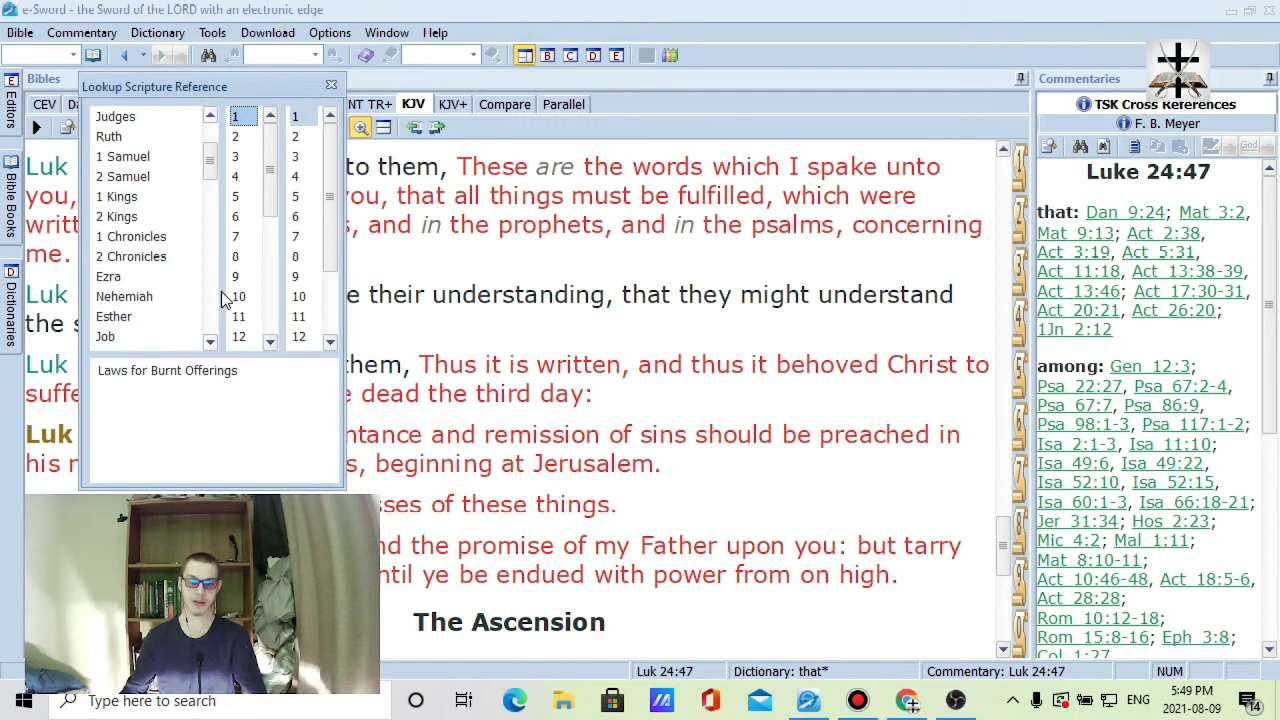 e-Sword - the Sword of the LORD with an electronic edge
Bible Commentary Dictionary Tools Download Options Window Help
B C D E
Bibles
Commentaries
Editors
Bible Books
Dictionaries
Lookup Scripture Reference
Judges 1 1
Ruth 2 2
1 Samuel 3 3
2 Samuel 4 4
1 Kings 5 5
2 Kings 6 6
1 Chronicles 7 7
2 Chronicles 8 8
Ezra 9 9
Nehemiah 10 10
Esther 11 11
Job 12 12
Laws for Burnt Offerings
CEV NT TR+ KJV KJV+ Compare Parallel
Luk to them, These are the words which I spake unto
you, you, that all things must be fulfilled, which were
writ s, and in the prophets, and in the psalms, concerning
me.
Luk e their understanding, that they might understand
the s
Luk them, Thus it is written, and thus it behoved Christ to
suffe e dead the third day:
Luk ntance and remission of sins should be preached in
his n s, beginning at Jerusalem.
sses of these things.
nd the promise of my Father upon you: but tarry
ntil ye be endued with power from on high.
The Ascension
TSK Cross References
F. B. Meyer
God
Luke 24:47
that: Dan 9:24; Mat 3:2,
Mat 9:13; Act 2:38,
Act 3:19, Act 5:31,
Act 11:18, Act 13:38-39,
Act 13:46; Act 17:30-31,
Act 20:21, Act 26:20;
1Jn 2:12
among: Gen 12:3;
Psa 22:27, Psa 67:2-4,
Psa 67:7, Psa 86:9,
Psa 98:1-3, Psa 117:1-2;
Isa 2:1-3, Isa 11:10,
Isa 49:6, Isa 49:22,
Isa 52:10, Isa 52:15,
Isa 60:1-3, Isa 66:18-21;
Jer 31:34; Hos 2:23;
Mic 4:2; Mal 1:11;
Mat 8:10-11;
Act 10:46-48, Act 18:5-6,
Act 28:28;
Rom 10:12-18,
Rom 15:8-16; Eph 3:8;
Col 1:27
Luk 24:47 Dictionary: that* Commentary: Luk 24:47 NUM
Type here to search
ENG
5:49 PM
2021-08-09
14